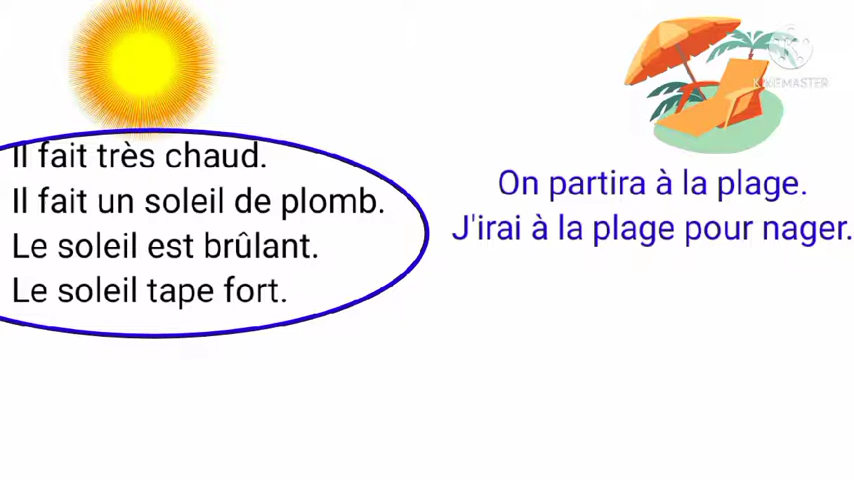 KINEMASTER
Il fait très chaud.
Il fait un soleil de plomb.
Le soleil est brûlant.
Le soleil tape fort.
On partira à la plage.
J'irai à la plage pour nager.